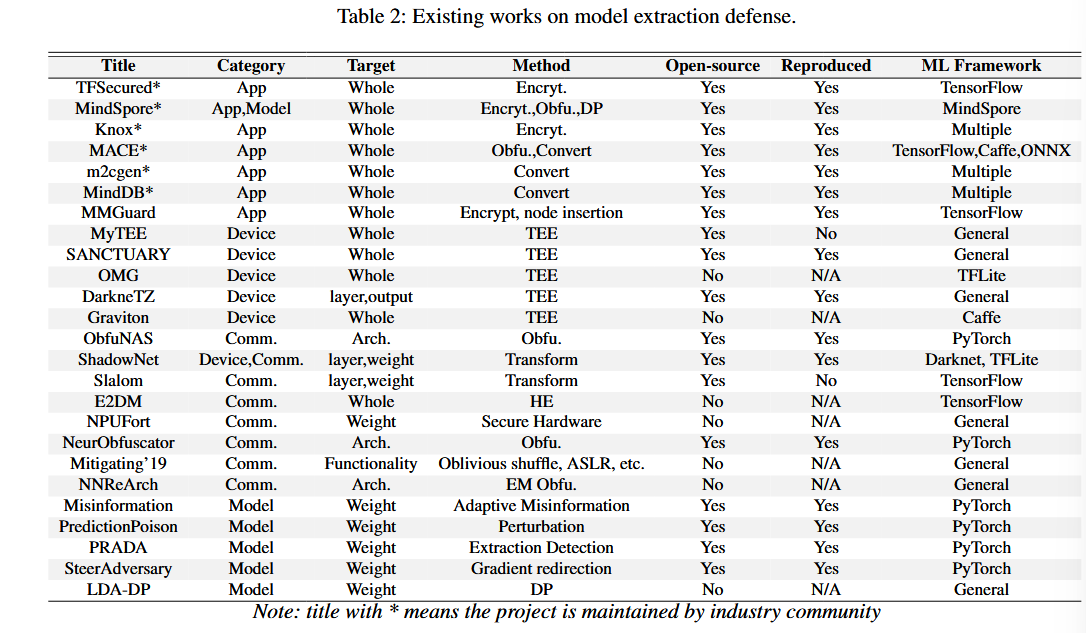 Table 2: Existing works on model extraction defense.
Title Category Target Method Open-source Reproduced ML Framework
TFSecured* App Whole Encryt. Yes Yes TensorFlow
MindSpore* App,Model Whole Encryt.,Obfu.,DP Yes Yes MindSpore
Knox* App Whole Encryt. Yes Yes Multiple
MACE* App Whole Obfu.,Convert Yes Yes TensorFlow,Caffe,ONNX
m2cgen* App Whole Convert Yes Yes Multiple
MindDB* App Whole Convert Yes Yes Multiple
MMGuard App Whole Encrypt, node insertion Yes Yes TensorFlow
MyTEE Device Whole TEE Yes No General
SANCTUARY Device Whole TEE Yes Yes General
OMG Device Whole TEE No N/A TFLite
DarkneTZ Device layer,output TEE Yes Yes General
Graviton Device Whole TEE No N/A Caffe
ObfuNAS Comm. Arch. Obfu. Yes Yes PyTorch
ShadowNet Device,Comm. layer,weight Transform Yes Yes Darknet, TFLite
Slalom Comm. layer,weight Transform Yes No TensorFlow
E2DM Comm. Whole HE No N/A TensorFlow
NPUFort Comm. Weight Secure Hardware No N/A General
NeurObfuscator Comm. Arch. Obfu. Yes Yes PyTorch
Mitigating’19 Comm. Functionality Oblivious shuffle, ASLR, etc. No N/A General
NNReArch Comm. Arch. EM Obfu. No N/A General
Misinformation Model Weight Adaptive Misinformation Yes Yes PyTorch
PredictionPoison Model Weight Perturbation Yes Yes PyTorch
PRADA Model Weight Extraction Detection Yes Yes PyTorch
SteerAdversary Model Weight Gradient redirection Yes Yes PyTorch
LDA-DP Model Weight DP No N/A General
Note: title with * means the project is maintained by industry community